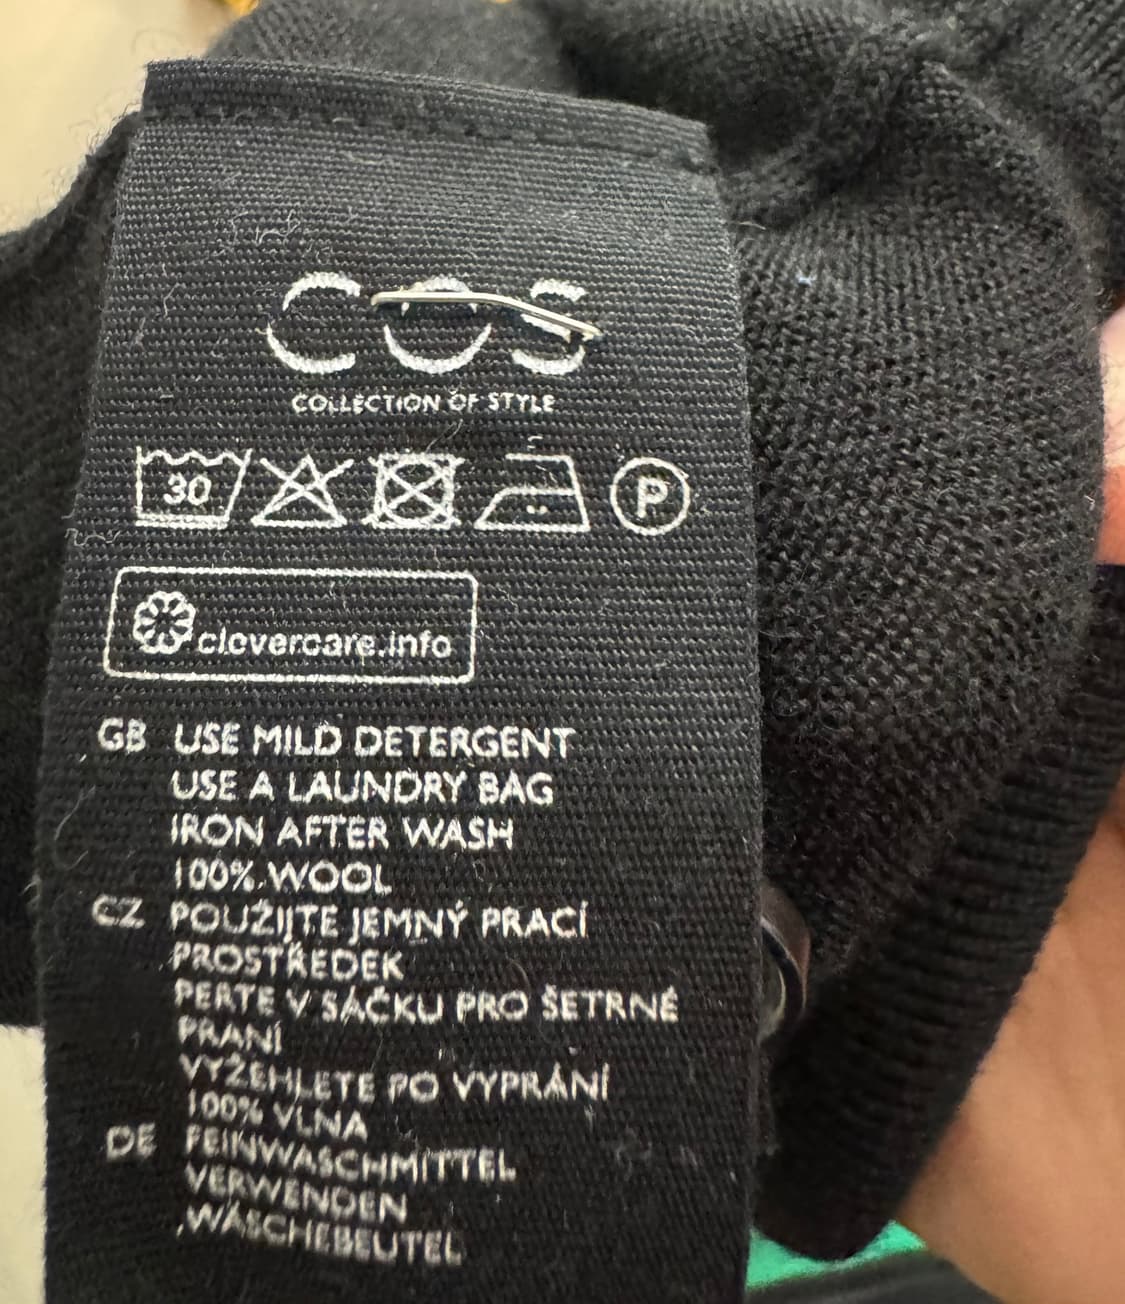 COS
COLLECTION OF STYLE
30 P
clevercare.info
GB USE MILD DETERGENT
USE A LAUNDRY BAG
IRON AFTER WASH
100% WOOL
CZ POUŽIJTE JEMNÝ PRACÍ
PROSTŘEDEK
PERTE V SÁČKU PRO ŠETRNÉ
PRANÍ
VYŽEHLETE PO VYPRÁNÍ
100% VLNA
DE FEINWASCHMITTEL
VERWENDEN
WÄSCHEBEUTEL